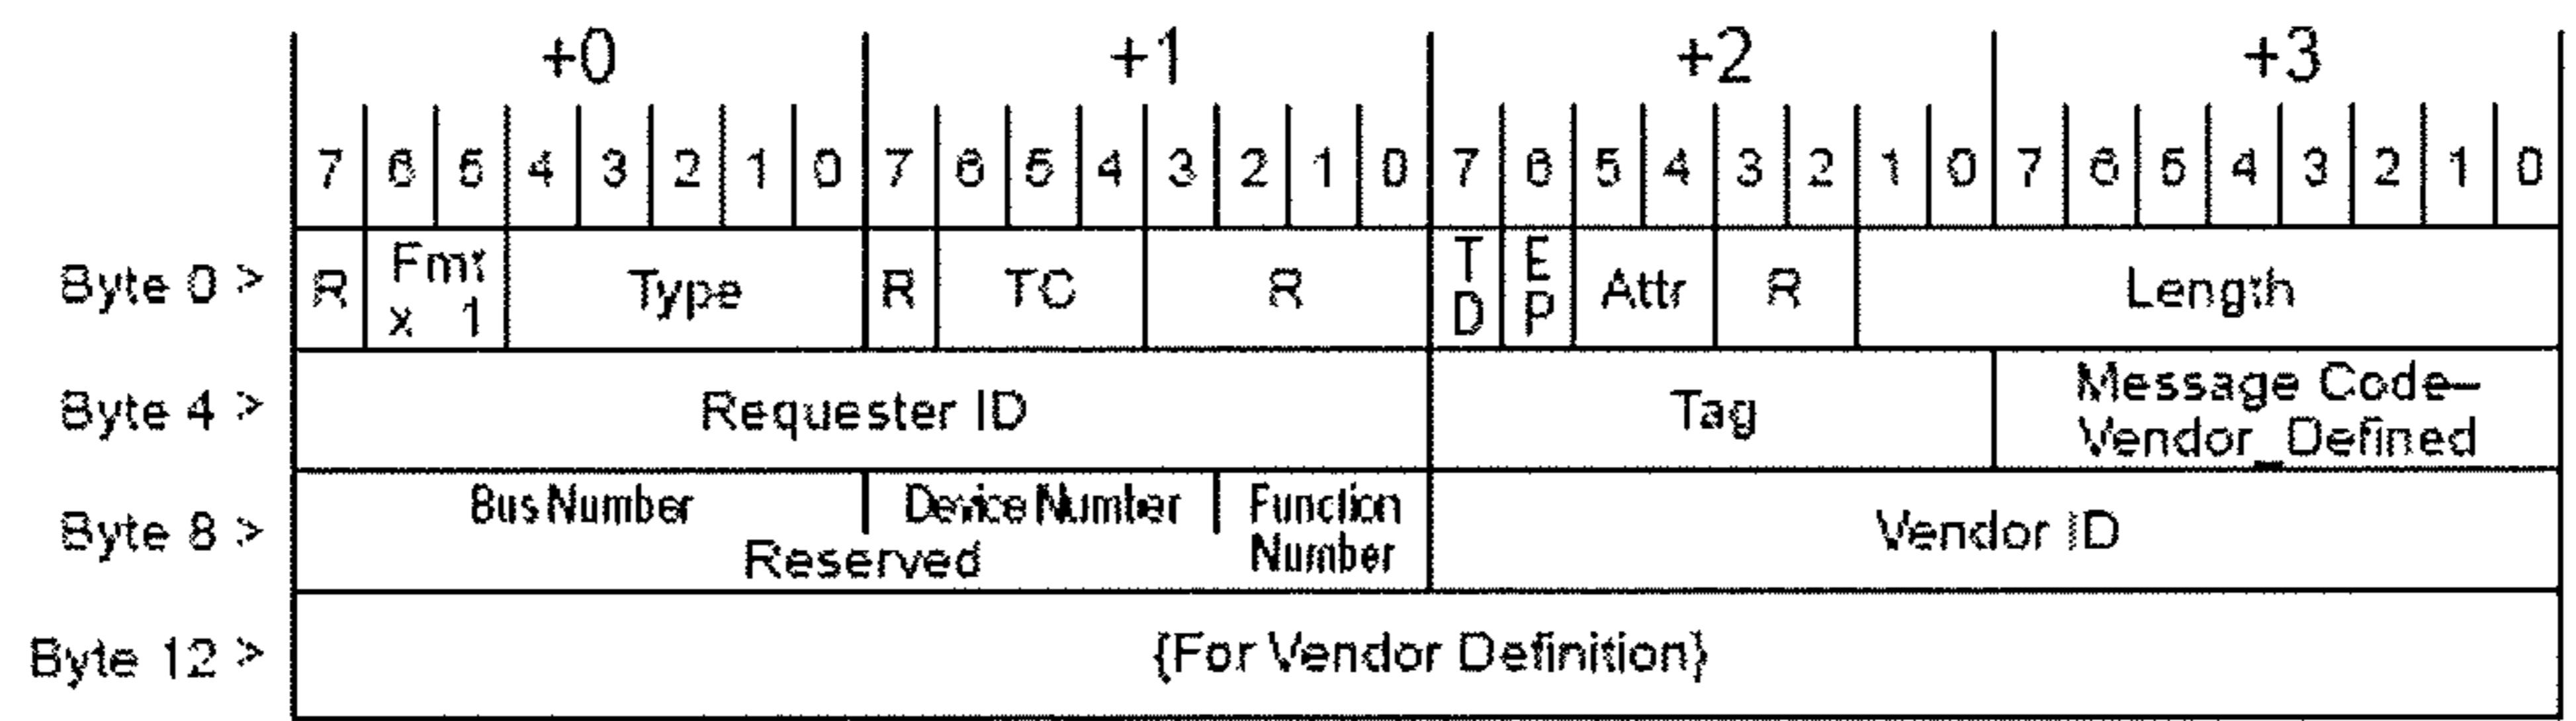 +0 +1 +2 +3
7 6 5 4 3 2 1 0 7 6 5 4 3 2 1 0 7 6 5 4 3 2 1 0 7 6 5 4 3 2 1 0
Byte 0 > R Fmt x 1 Type R TC R TD EP Attr R Length
Byte 4 > Requester ID Tag Message Code–
Vendor_Defined
Byte 8 > Bus Number Device Number Function Number Vendor ID
Reserved
Byte 12 > {For Vendor Definition}